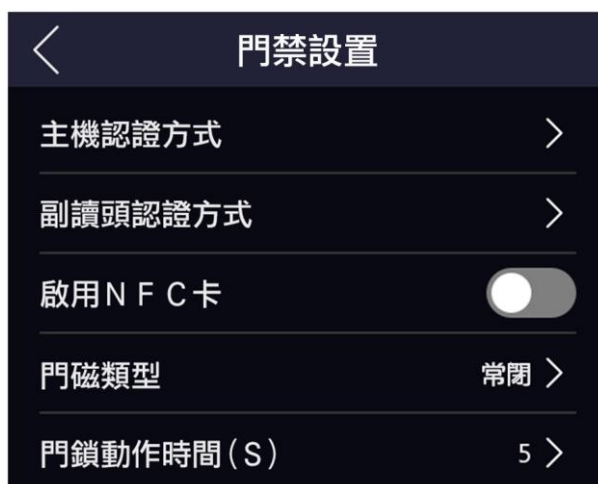 門禁設置
主機認證方式
副讀頭認證方式
啟用NFC卡
門磁類型 常閉
門鎖動作時間(S) 5